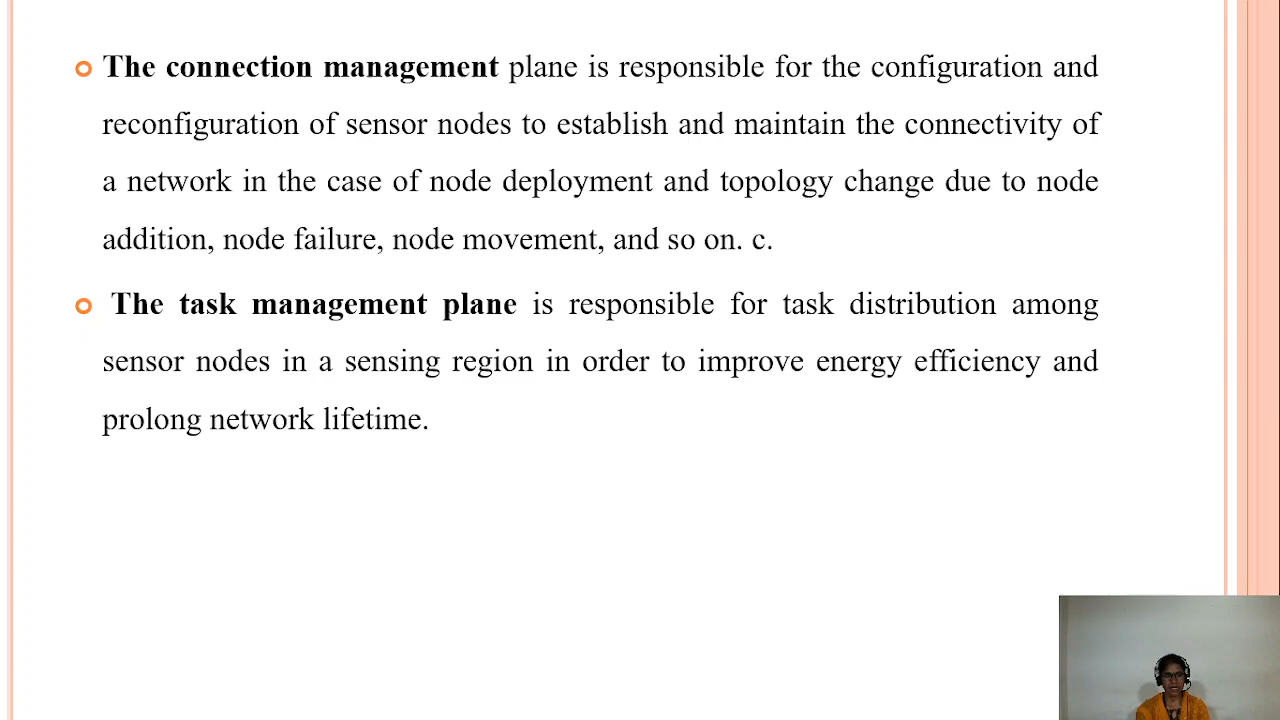 The connection management plane is responsible for the configuration and
reconfiguration of sensor nodes to establish and maintain the connectivity of
a network in the case of node deployment and topology change due to node
addition, node failure, node movement, and so on. c.
The task management plane is responsible for task distribution among
sensor nodes in a sensing region in order to improve energy efficiency and
prolong network lifetime.